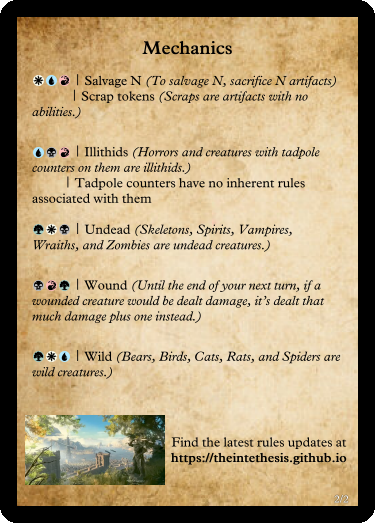 Mechanics
| Salvage N (To salvage N, sacrifice N artifacts)
| Scrap tokens (Scraps are artifacts with no
abilities.)
| Illithids (Horrors and creatures with tadpole
counters on them are illithids.)
| Tadpole counters have no inherent rules
associated with them
| Undead (Skeletons, Spirits, Vampires,
Wraiths, and Zombies are undead creatures.)
| Wound (Until the end of your next turn, if a
wounded creature would be dealt damage, it's dealt that
much damage plus one instead.)
| Wild (Bears, Birds, Cats, Rats, and Spiders are
wild creatures.)
Find the latest rules updates at
https://theintethesis.github.io
2/2